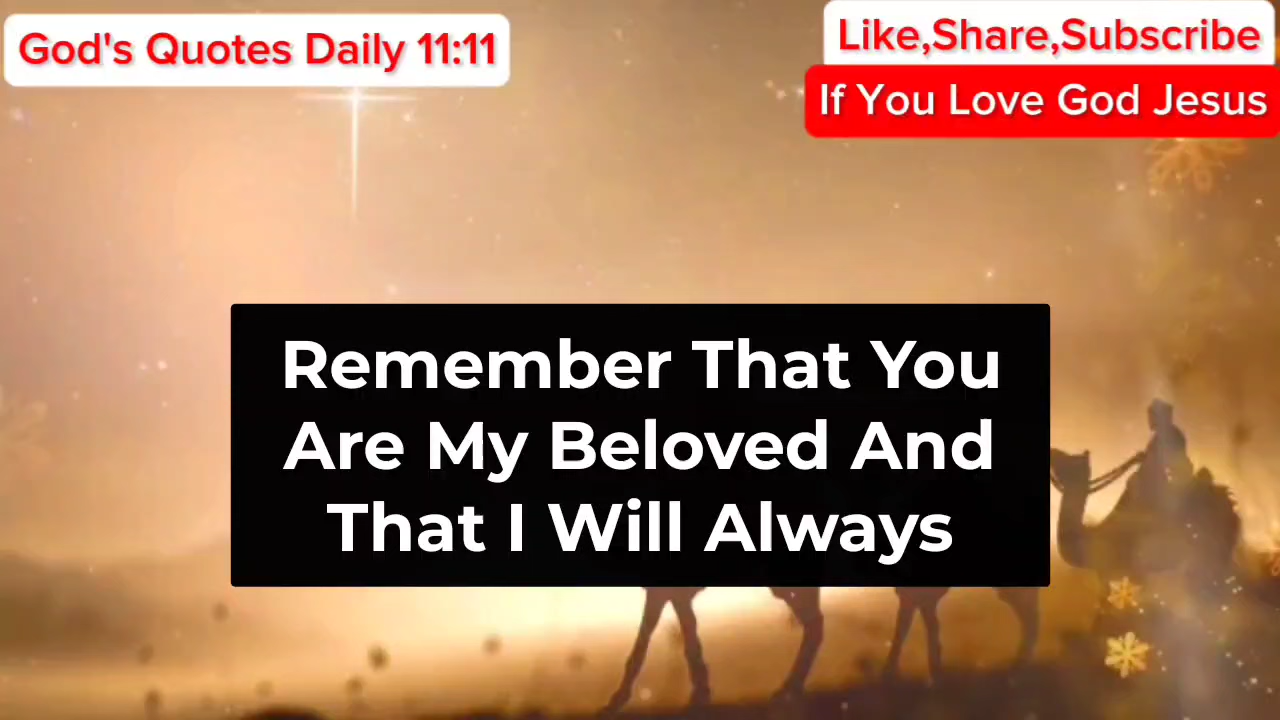 God's Quotes Daily 11:11
Like,Share,Subscribe
If You Love God Jesus
Remember That You
Are My Beloved And
That I Will Always